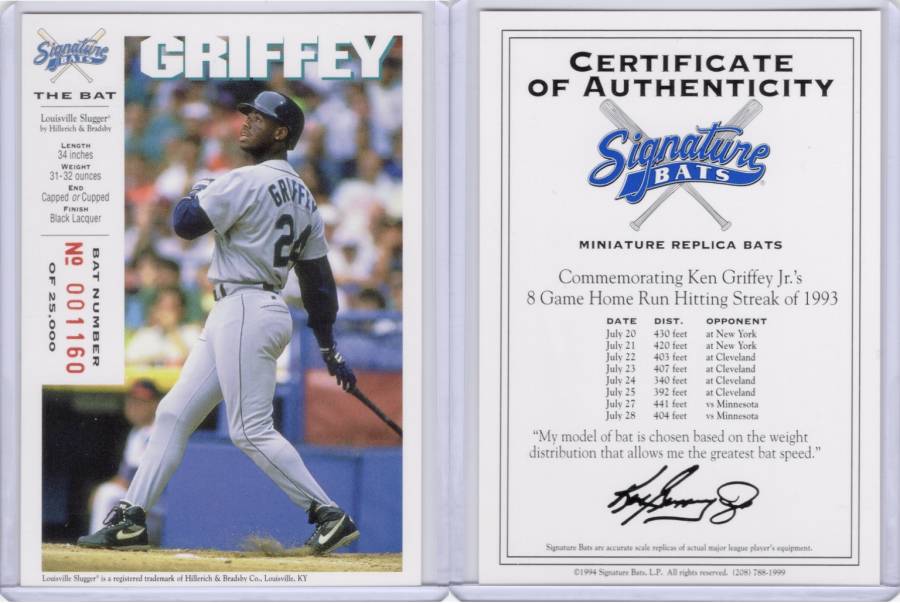 Signature
BATS
THE BAT
Louisville Slugger®
by Hillerich & Bradsby
LENGTH
34 inches
WEIGHT
31-32 ounces
END
Capped or Cupped
FINISH
Black Lacquer
BAT NUMBER
№ 001160
OF 25,000
GRIFFEY
GRIFFEY
24
Louisville Slugger® is a registered trademark of Hillerich & Bradsby Co., Louisville, KY
CERTIFICATE
OF AUTHENTICITY
Signature
BATS®
MINIATURE REPLICA BATS
Commemorating Ken Griffey Jr.'s
8 Game Home Run Hitting Streak of 1993
DATE DIST. OPPONENT
July 20 430 feet at New York
July 21 420 feet at New York
July 22 403 feet at Cleveland
July 23 407 feet at Cleveland
July 24 340 feet at Cleveland
July 25 392 feet at Cleveland
July 27 441 feet vs Minnesota
July 28 404 feet vs Minnesota
“My model of bat is chosen based on the weight
distribution that allows me the greatest bat speed.”
Ken Griffey Jr
Signature Bats are accurate scale replicas of actual major league player's equipment.
©1994 Signature Bats, L.P. All rights reserved. (208) 788-1999